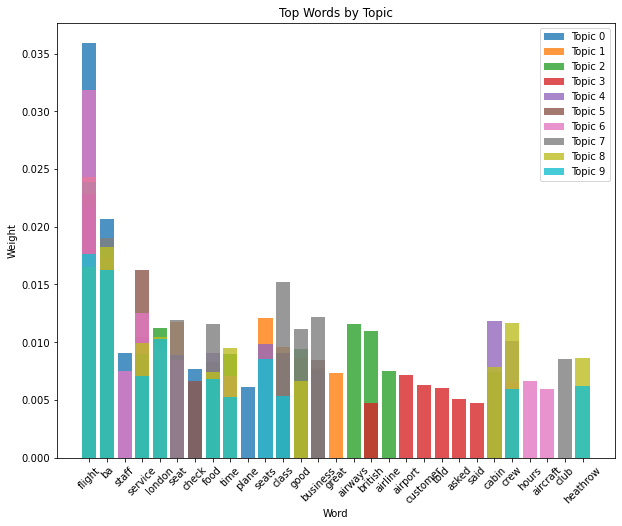 Top Words by Topic
0.035
0.030
0.025
0.020
0.015
0.010
0.005
0.000
Weight
Topic 0
Topic 1
Topic 2
Topic 3
Topic 4
Topic 5
Topic 6
Topic 7
Topic 8
Topic 9
flight
ba
staff
service
london
seat
check
food
time
plane
seats
class
good
business
great
airways
british
airline
airport
customer
told
asked
said
cabin
crew
hours
aircraft
club
heathrow
Word